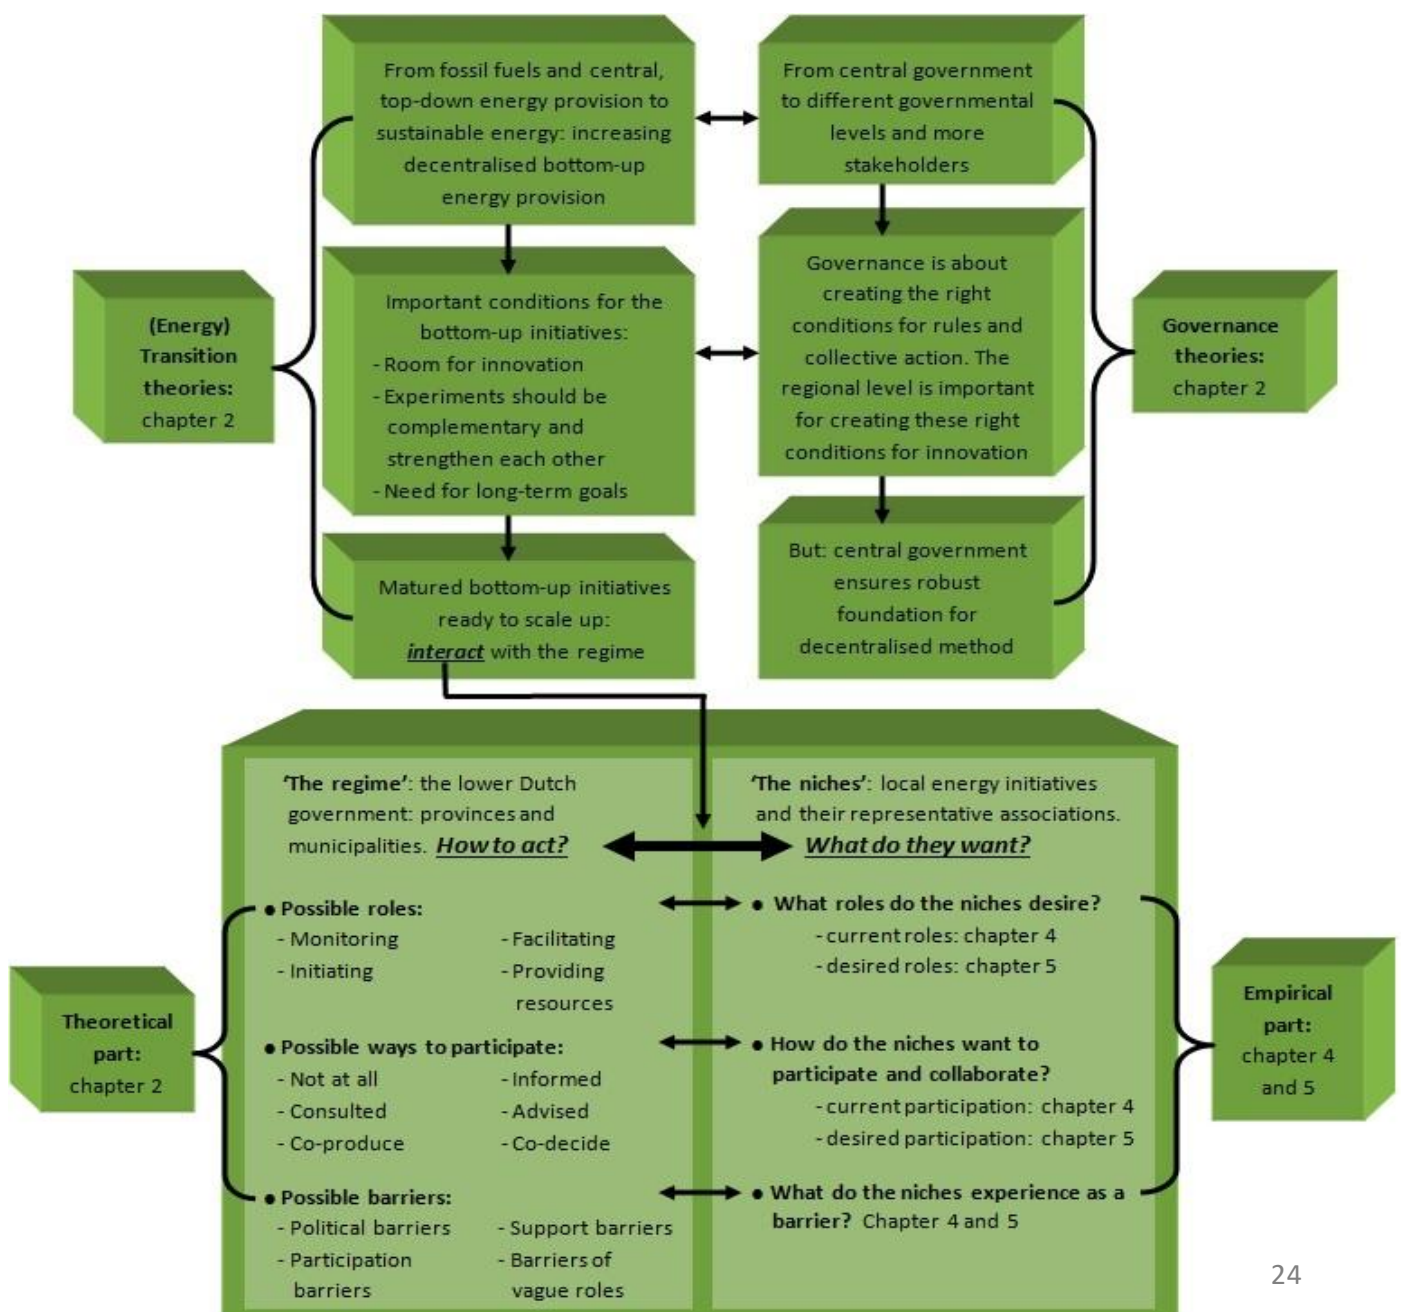 From fossil fuels and central,
top-down energy provision to
sustainable energy: increasing
decentralised bottom-up
energy provision
From central government
to different governmental
levels and more
stakeholders
(Energy)
Transition
theories:
chapter 2
Important conditions for the
bottom-up initiatives:
- Room for innovation
- Experiments should be
complementary and
strengthen each other
- Need for long-term goals
Governance is about
creating the right
conditions for rules and
collective action. The
regional level is important
for creating these right
conditions for innovation
Governance
theories:
chapter 2
Matured bottom-up initiatives
ready to scale up:
interact with the regime
But: central government
ensures robust
foundation for
decentralised method
'The regime': the lower Dutch
government: provinces and
municipalities. How to act?
'The niches': local energy initiatives
and their representative associations.
What do they want?
Theoretical
part:
chapter 2
● Possible roles:
- Monitoring
- Facilitating
- Initiating
- Providing
resources
● Possible ways to participate:
- Not at all
- Informed
- Consulted
- Advised
- Co-produce
- Co-decide
● Possible barriers:
- Political barriers
- Support barriers
- Participation
barriers
- Barriers of
vague roles
● What roles do the niches desire?
- current roles: chapter 4
- desired roles: chapter 5
● How do the niches want to
participate and collaborate?
- current participation: chapter 4
- desired participation: chapter 5
● What do the niches experience as a
barrier? Chapter 4 and 5
Empirical
part:
chapter 4
and 5
24